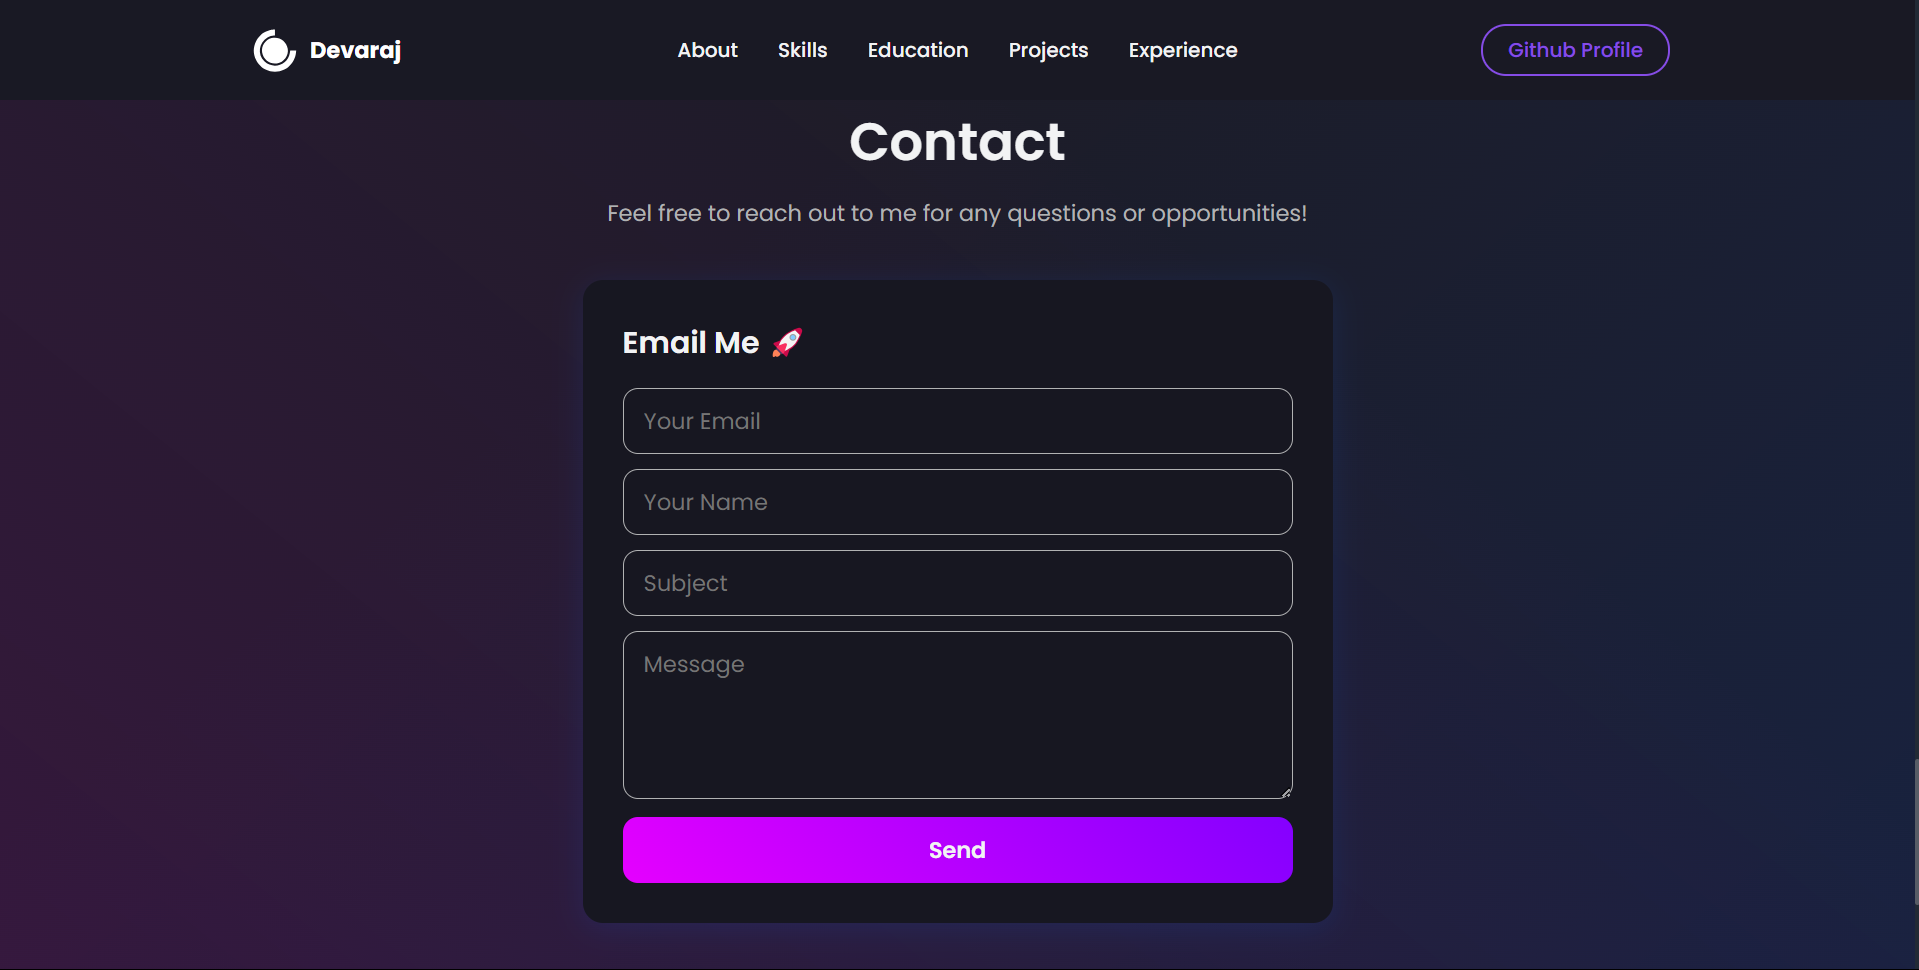 Devaraj
About Skills Education Projects Experience
Github Profile
Contact
Feel free to reach out to me for any questions or opportunities!
Email Me 🚀
Your Email
Your Name
Subject
Message
Send